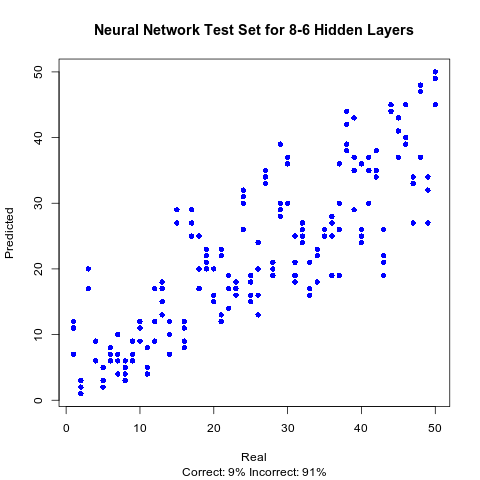 Neural Network Test Set for 8-6 Hidden Layers
Predicted
50
40
30
20
10
0
0 10 20 30 40 50
Real
Correct: 9% Incorrect: 91%